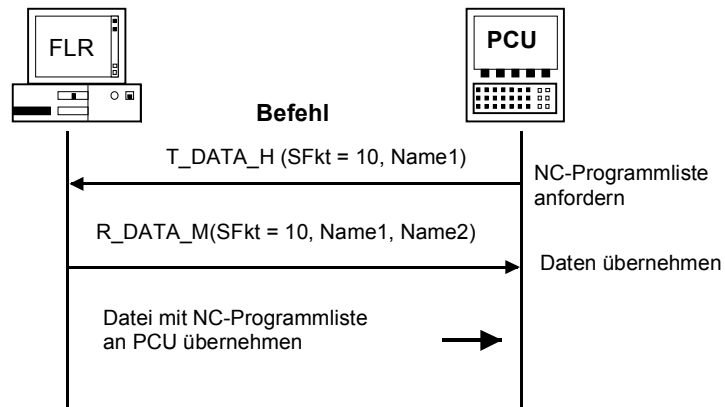 FLR
PCU
Befehl
T_DATA_H (SFkt = 10, Name1)
NC-Programmliste
anfordern
R_DATA_M(SFkt = 10, Name1, Name2)
Daten übernehmen
Datei mit NC-Programmliste
an PCU übernehmen